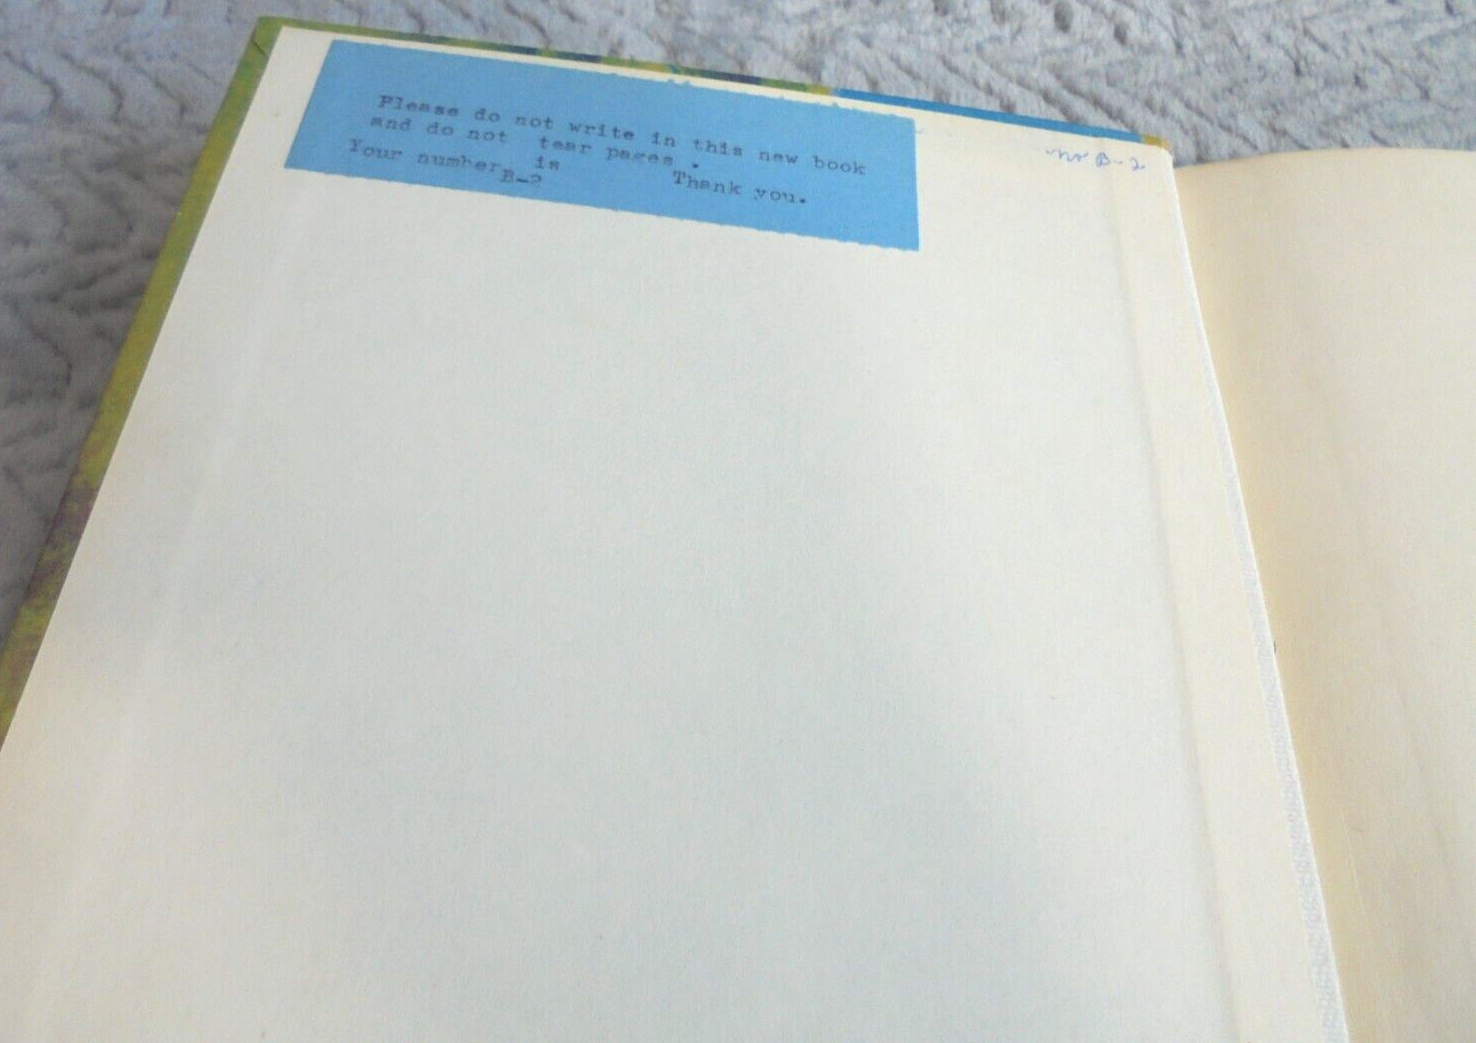 Please do not write in this new book
and do not tear pages .
Your number is Thank you.
B-2
nr B-2